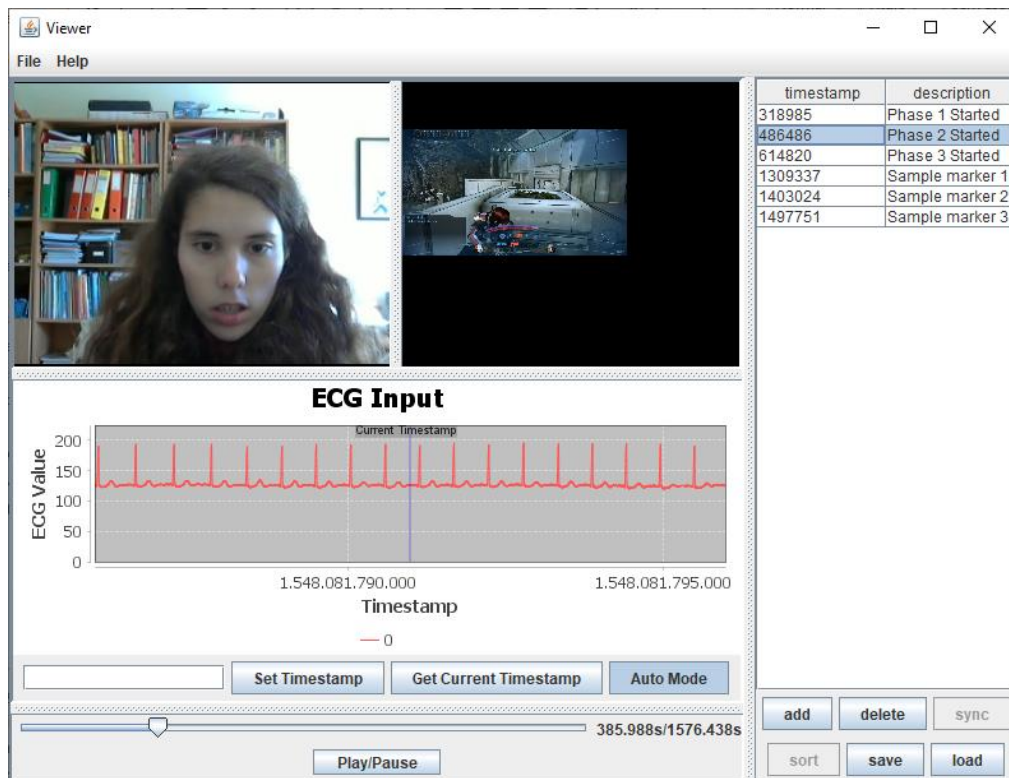 Viewer
File Help
timestamp description
318985 Phase 1 Started
486486 Phase 2 Started
614820 Phase 3 Started
1309337 Sample marker 1
1403024 Sample marker 2
1497751 Sample marker 3
ECG Input
Current Timestamp
ECG Value
200
150
100
50
0
1.548.081.790.000 1.548.081.795.000
Timestamp
0
Set Timestamp Get Current Timestamp Auto Mode
385.988s/1576.438s
Play/Pause
add delete sync
sort save load